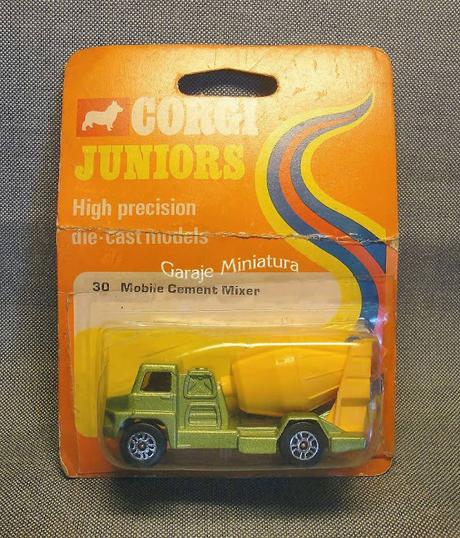 CORGI
JUNIORS
High precision
die-cast models
Garaje Miniatura
30 Mobile Cement Mixer